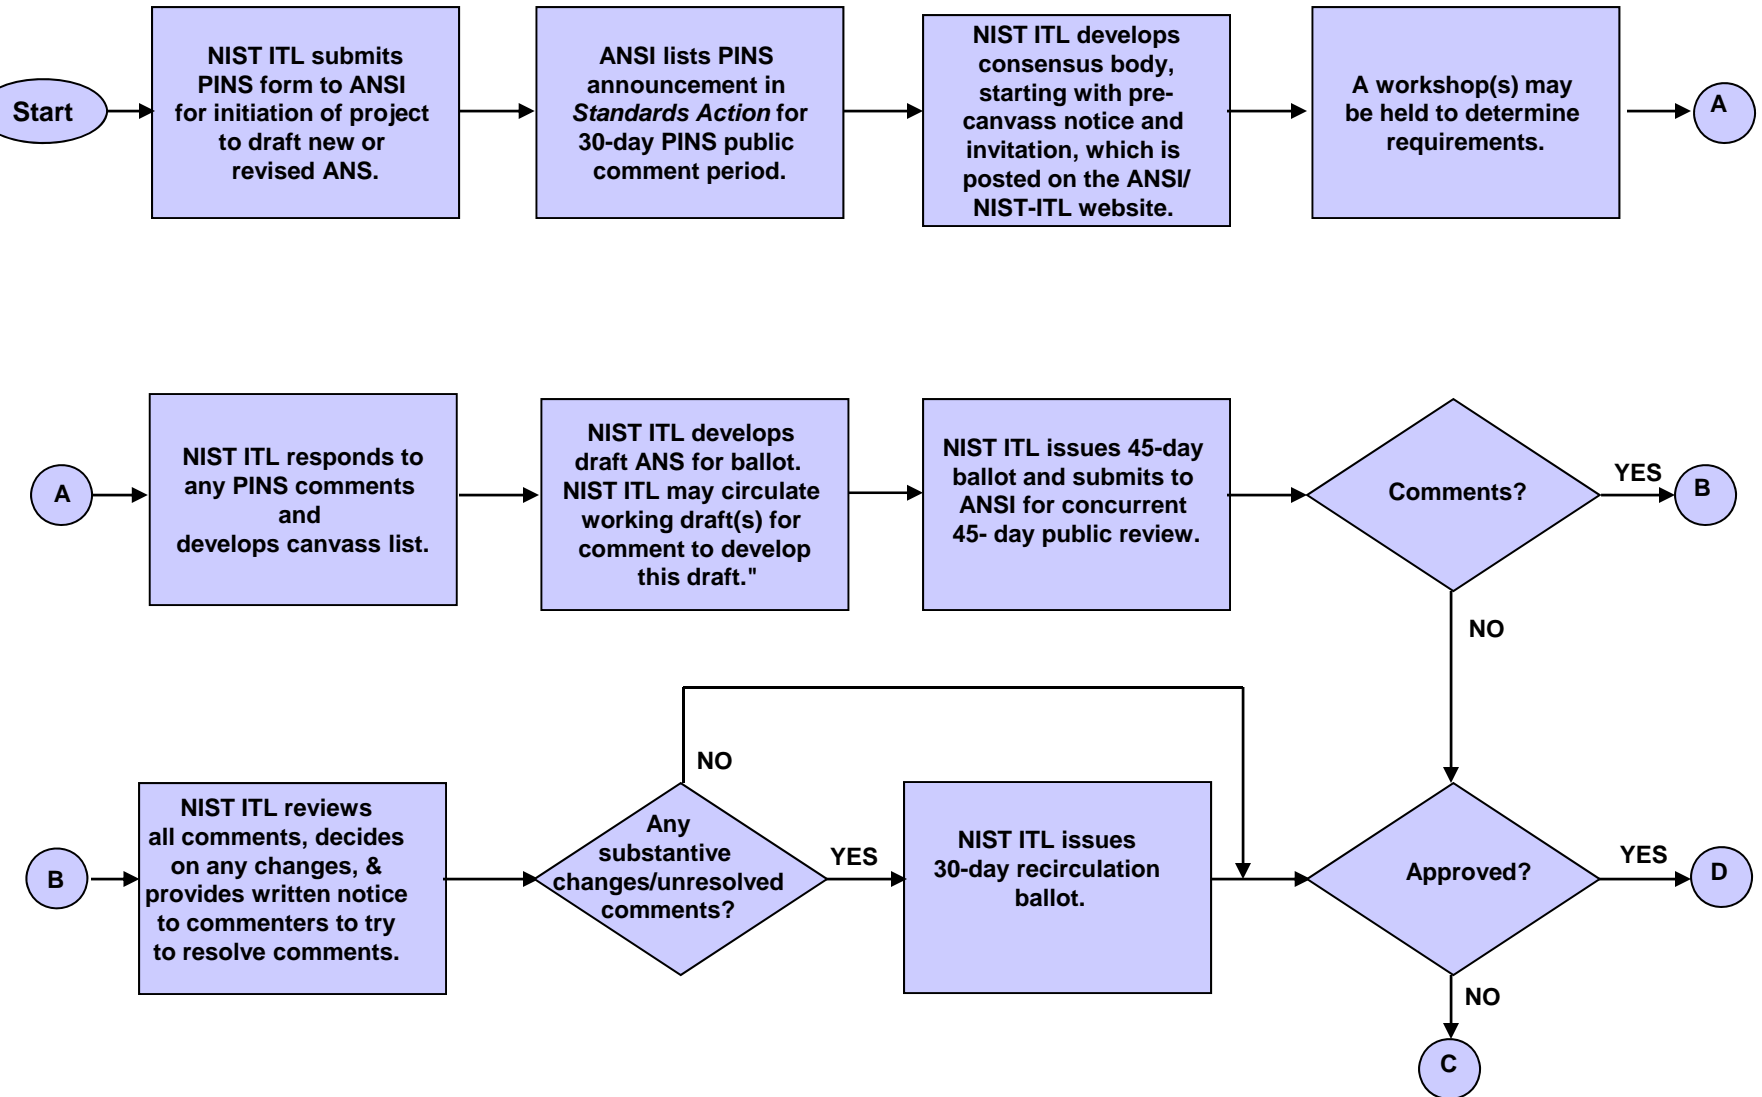 Start
NIST ITL submits
PINS form to ANSI
for initiation of project
to draft new or
revised ANS.
ANSI lists PINS
announcement in
Standards Action for
30-day PINS public
comment period.
NIST ITL develops
consensus body,
starting with pre-
canvass notice and
invitation, which is
posted on the ANSI/
NIST-ITL website.
A workshop(s) may
be held to determine
requirements.
A
A
NIST ITL responds to
any PINS comments
and
develops canvass list.
NIST ITL develops
draft ANS for ballot.
NIST ITL may circulate
working draft(s) for
comment to develop
this draft."
NIST ITL issues 45-day
ballot and submits to
ANSI for concurrent
45- day public review.
Comments?
YES
B
NO
B
NIST ITL reviews
all comments, decides
on any changes, &
provides written notice
to commenters to try
to resolve comments.
Any
substantive
changes/unresolved
comments?
NO
YES
NIST ITL issues
30-day recirculation
ballot.
Approved?
YES
D
NO
C